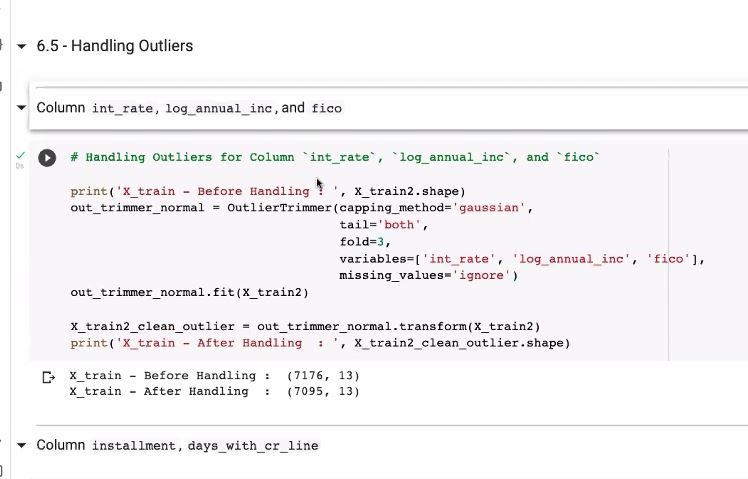 6.5 - Handling Outliers
Column int_rate, log_annual_inc, and fico
# Handling Outliers for Column `int_rate`, `log_annual_inc`, and `fico`
print('X_train - Before Handling : ', X_train2.shape)
out_trimmer_normal = OutlierTrimmer(capping_method='gaussian',
tail='both',
fold=3,
variables=['int_rate', 'log_annual_inc', 'fico'],
missing_values='ignore')
out_trimmer_normal.fit(X_train2)
X_train2_clean_outlier = out_trimmer_normal.transform(X_train2)
print('X_train - After Handling  : ', X_train2_clean_outlier.shape)
X_train - Before Handling :  (7176, 13)
X_train - After Handling  :  (7095, 13)
Column installment, days_with_cr_line